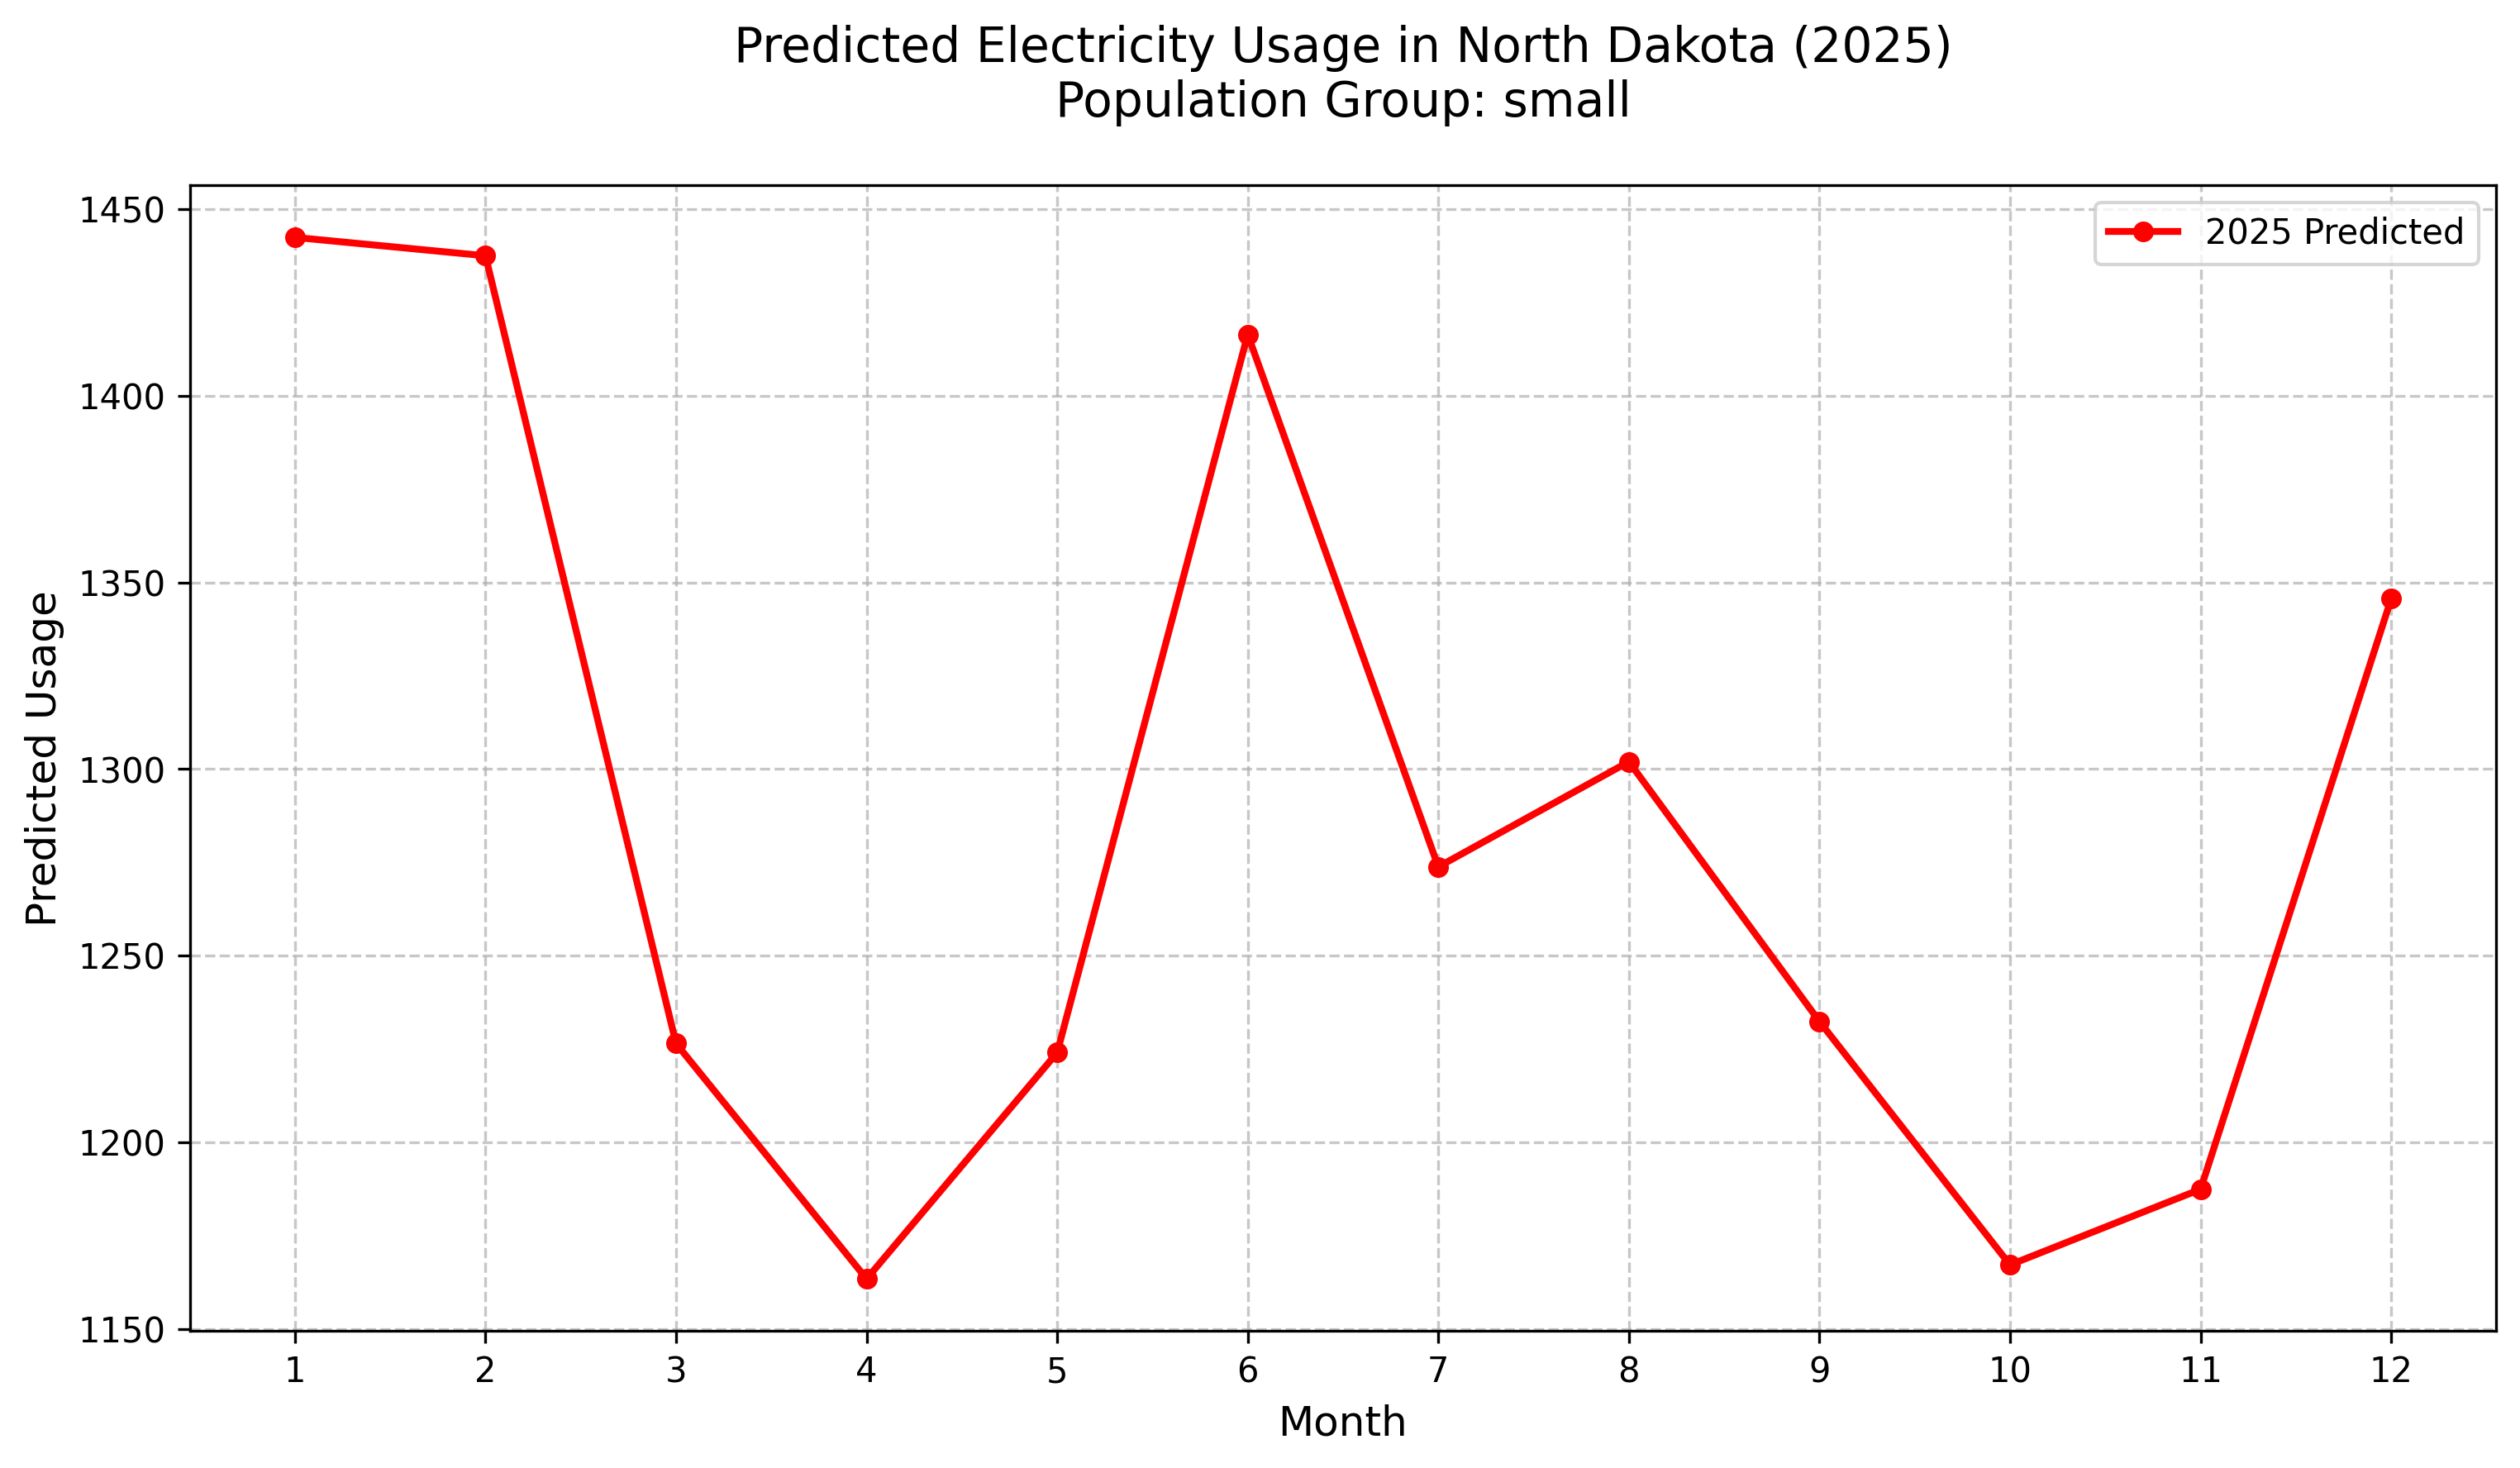 Predicted Electricity Usage in North Dakota (2025)
Population Group: small
2025 Predicted
Predicted Usage
1450
1400
1350
1300
1250
1200
1150
1 2 3 4 5 6 7 8 9 10 11 12
Month